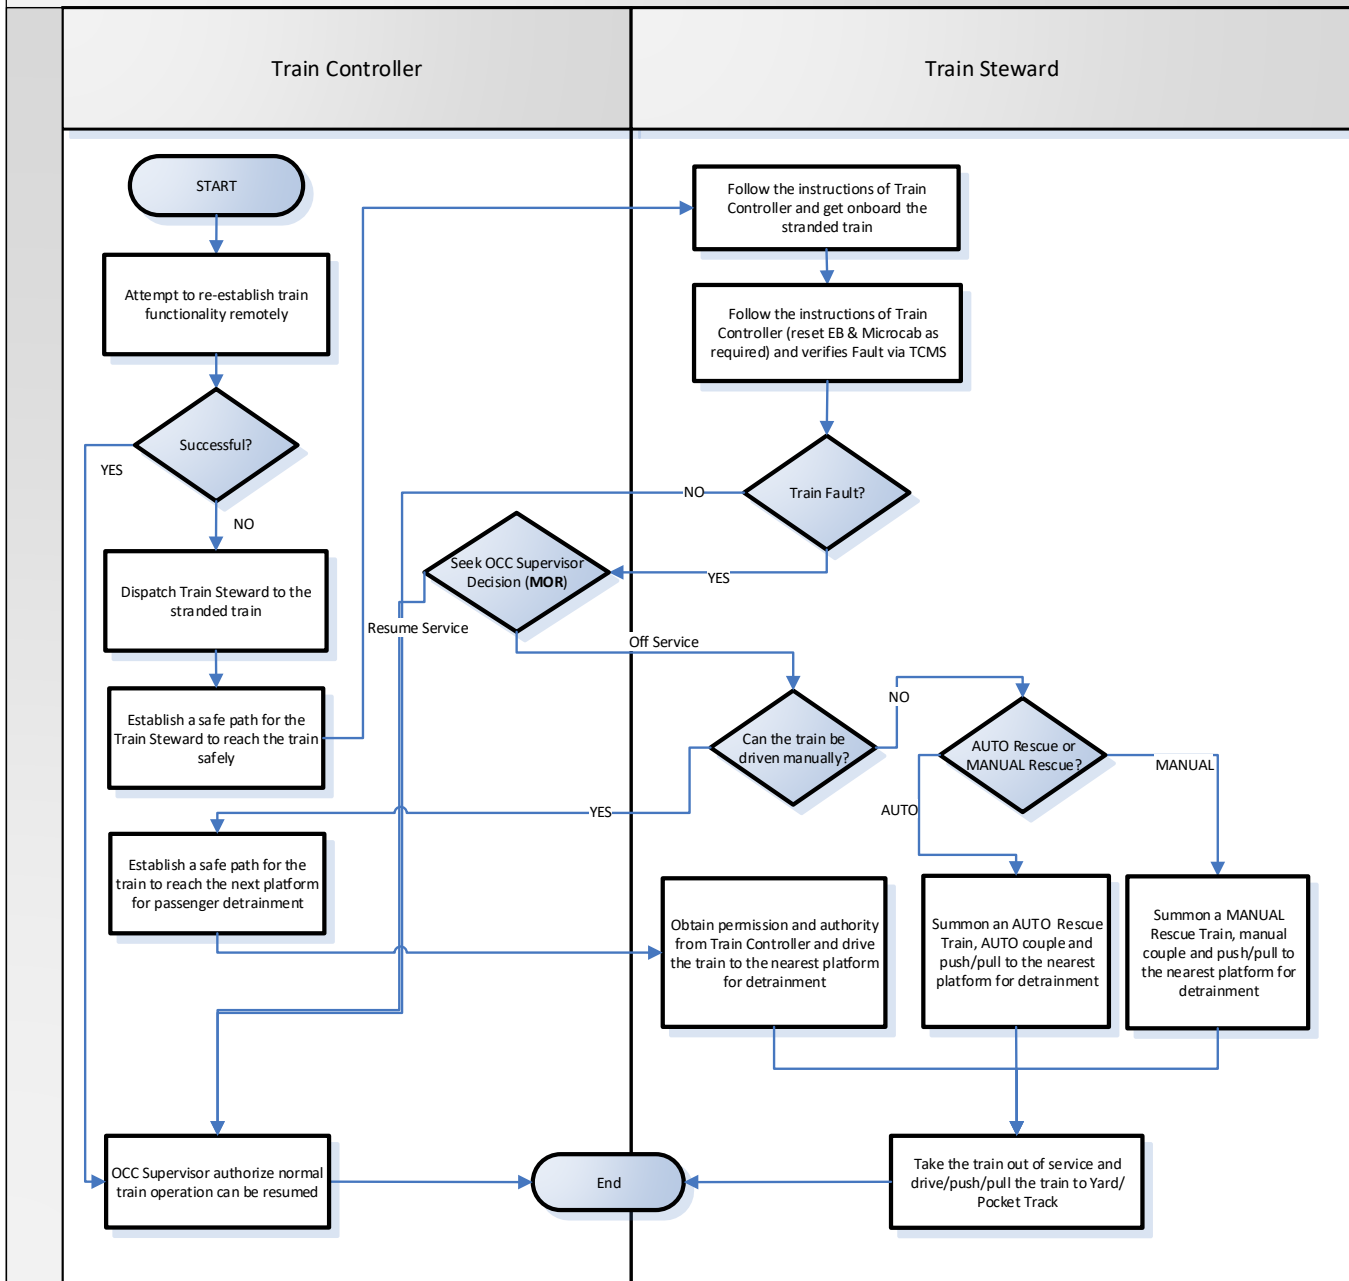 Train Controller
Train Steward
START
Attempt to re-establish train
functionality remotely
Successful?
YES
NO
Dispatch Train Steward to the
stranded train
Establish a safe path for the
Train Steward to reach the train
safely
Follow the instructions of Train
Controller and get onboard the
stranded train
Follow the instructions of Train
Controller (reset EB & Microcab as
required) and verifies Fault via TCMS
Train Fault?
NO
YES
Seek OCC Supervisor
Decision (MOR)
Resume Service
Off Service
Can the train be
driven manually?
NO
YES
AUTO Rescue or
MANUAL Rescue?
AUTO
MANUAL
Establish a safe path for the
train to reach the next platform
for passenger detrainment
Obtain permission and authority
from Train Controller and drive
the train to the nearest platform
for detrainment
Summon an AUTO Rescue
Train, AUTO couple and
push/pull to the nearest
platform for detrainment
Summon a MANUAL
Rescue Train, manual
couple and push/pull to
the nearest platform for
detrainment
OCC Supervisor authorize normal
train operation can be resumed
End
Take the train out of service and
drive/push/pull the train to Yard/
Pocket Track